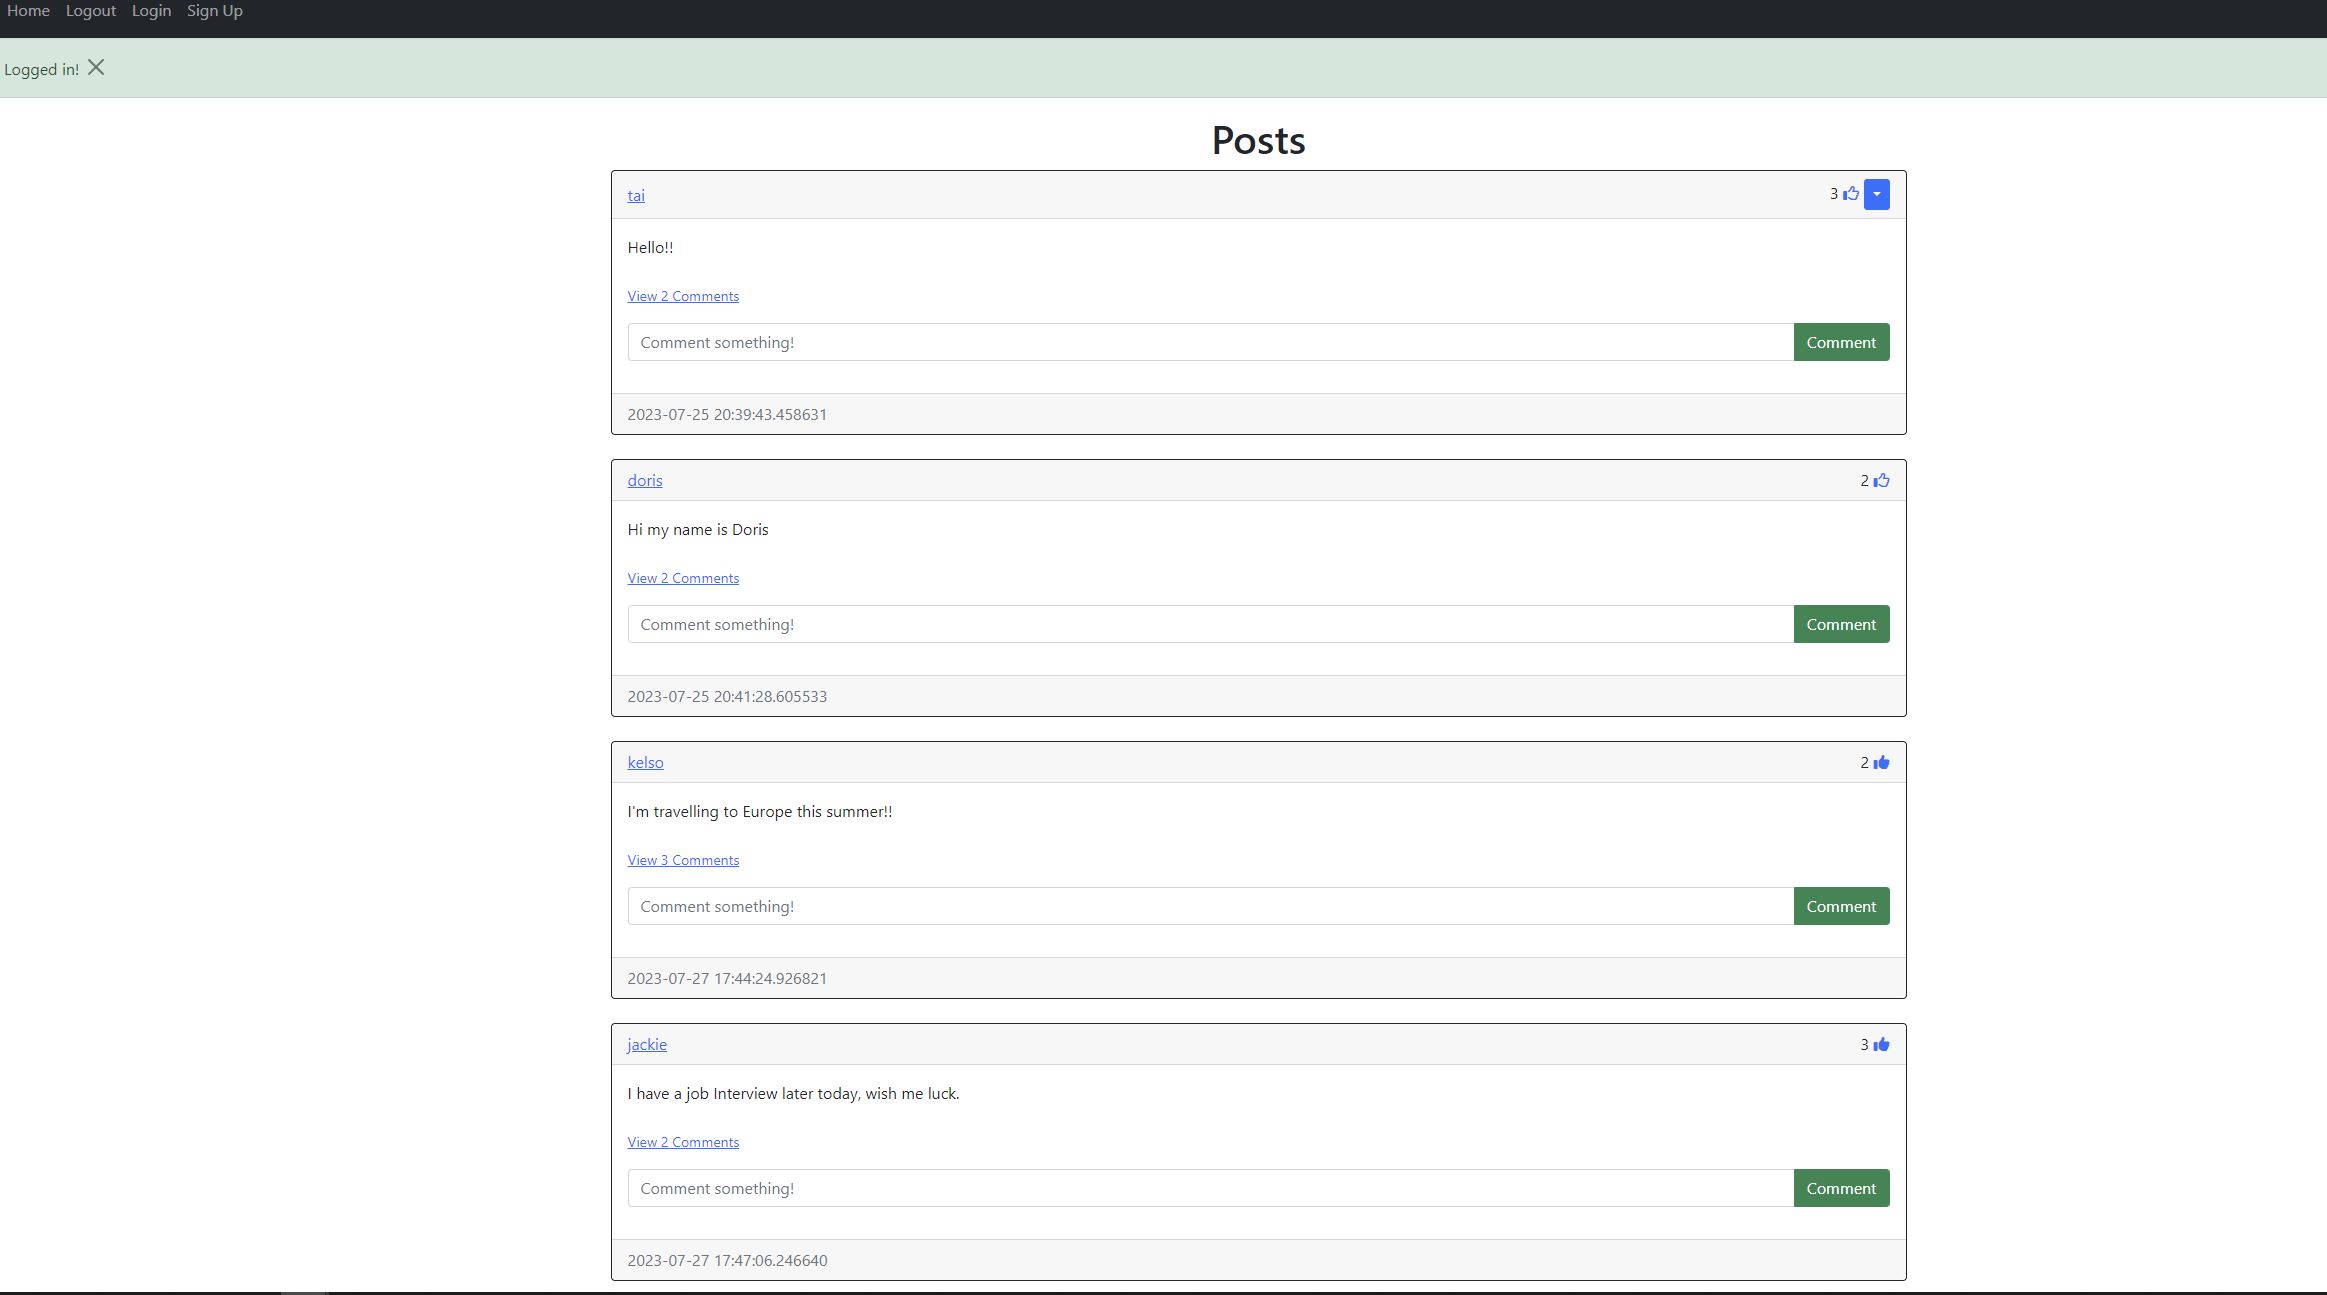 Home Logout Login Sign Up
Logged in!
Posts
tai 3
Hello!!
View 2 Comments
Comment something! Comment
2023-07-25 20:39:43.458631
doris 2
Hi my name is Doris
View 2 Comments
Comment something! Comment
2023-07-25 20:41:28.605533
kelso 2
I'm travelling to Europe this summer!!
View 3 Comments
Comment something! Comment
2023-07-27 17:44:24.926821
jackie 3
I have a job Interview later today, wish me luck.
View 2 Comments
Comment something! Comment
2023-07-27 17:47:06.246640